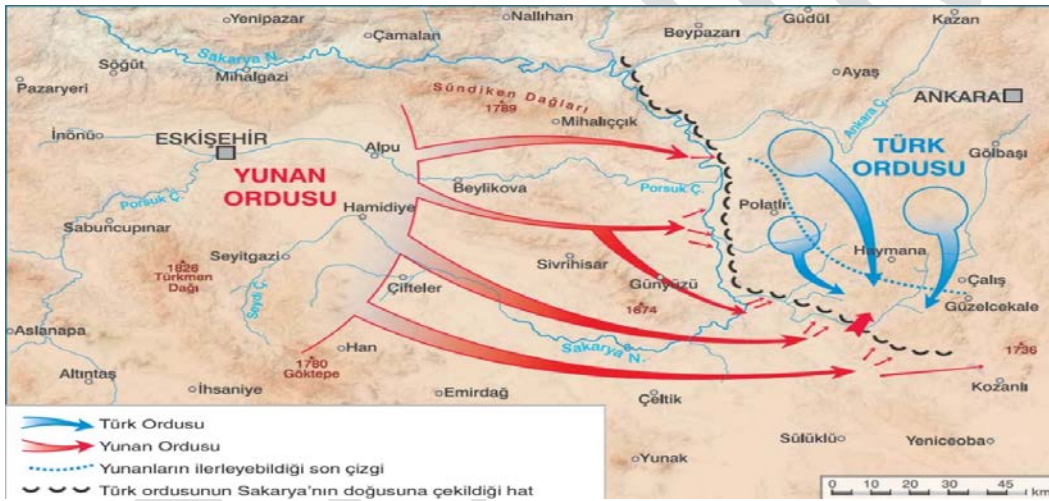 Yenipazar
Nallıhan
Güdül
Kazan
Çamalan
Beypazarı
Sakarya N.
Söğüt
Mihalgazi
Pazaryeri
Ayaş
Sündiken Dağları
1789
ANKARA
Mihalıççık
Ankara Ç.
İnönü
ESKİŞEHİR
Alpu
TÜRK
ORDUSU
Gölbaşı
YUNAN
ORDUSU
Beylikova
Porsuk Ç.
Porsuk Ç.
Polatlı
Hamidiye
Sabuncupınar
Seyitgazi
Sivrihisar
Haymana
1826
Türkmen
Dağı
Çifteler
Günyüzü
Çalış
Güzelcekale
Seydi Ç.
1674
Aslanapa
Sakarya N.
Han
1780
Göktepe
1736
Altıntaş
İhsaniye
Emirdağ
Çeltik
Kozanlı
Türk Ordusu
Yunan Ordusu
Yunanların ilerleyebildiği son çizgi
Türk ordusunun Sakarya'nın doğusuna çekildiği hat
Sülüklü
Yeniceoba
Yunak
0 10 20 30 45
km